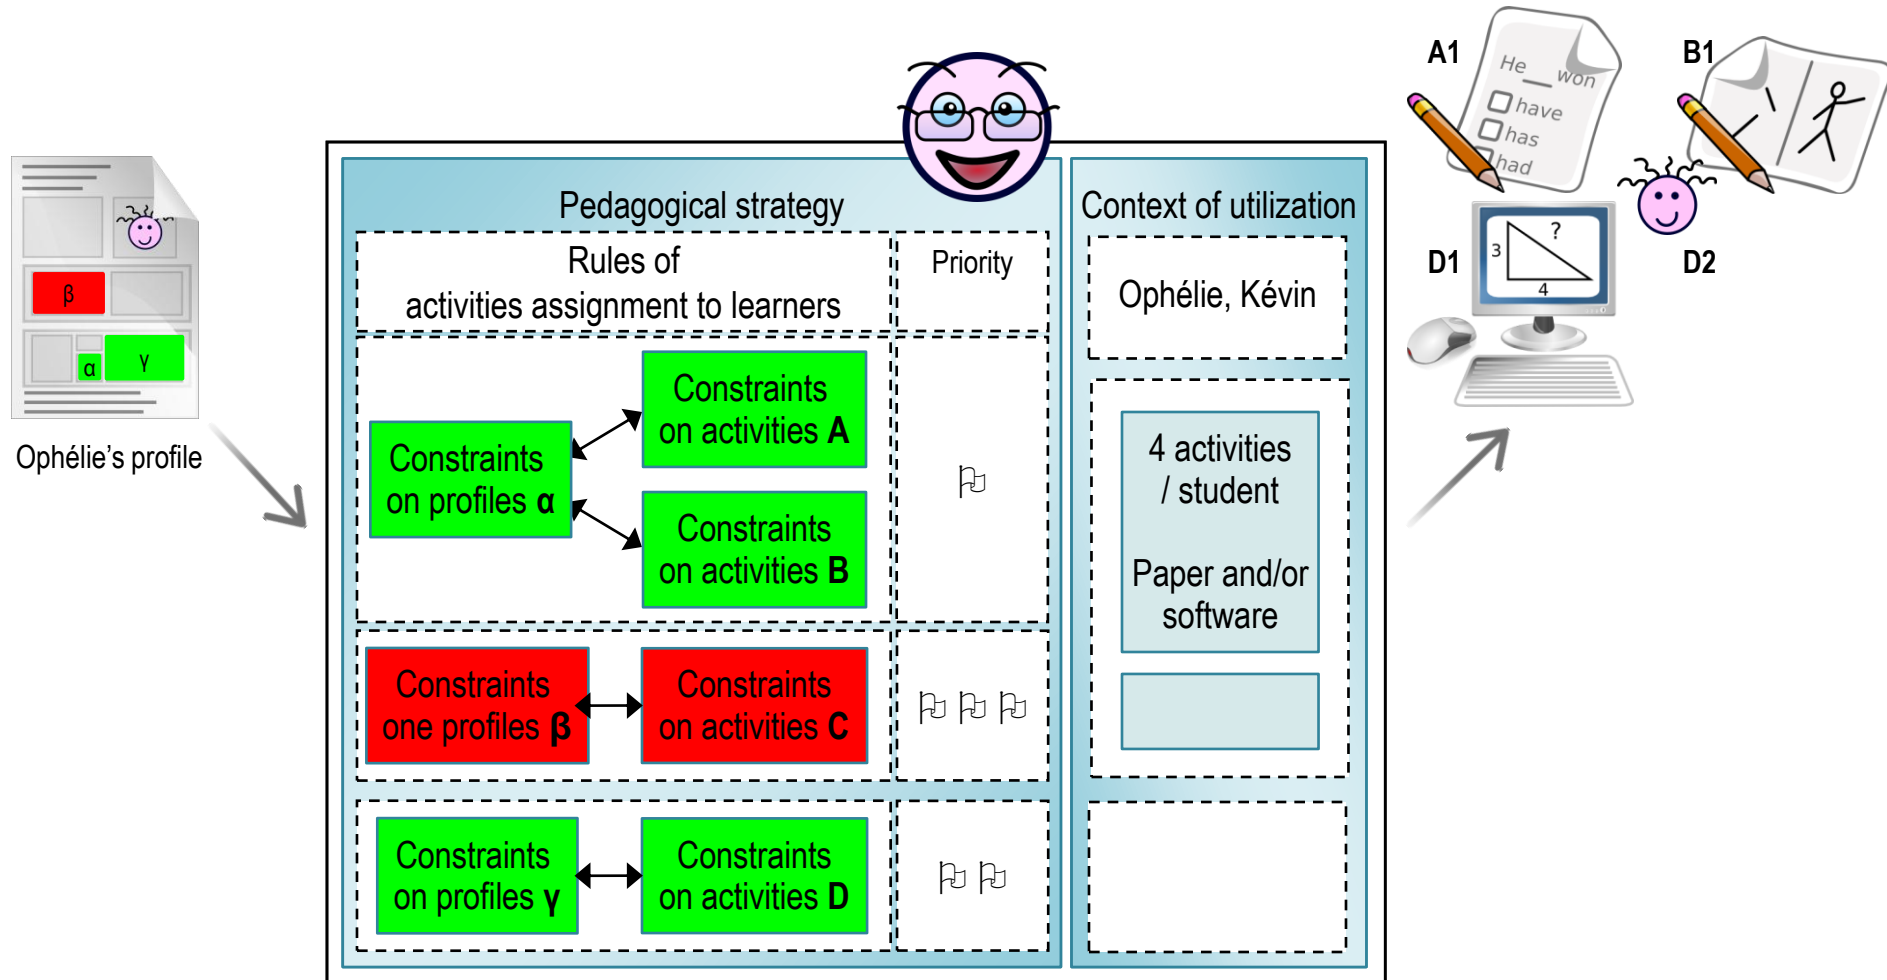 β
α
γ
Ophélie's profile
Pedagogical strategy
Rules of
activities assignment to learners
Priority
Constraints
on profiles α
Constraints
on activities A
Constraints
on activities B
Constraints
one profiles β
Constraints
on activities C
Constraints
on profiles γ
Constraints
on activities D
Context of utilization
Ophélie, Kévin
4 activities
/ student
Paper and/or
software
A1
He __ won
have
has
had
B1
D1
3
?
4
D2